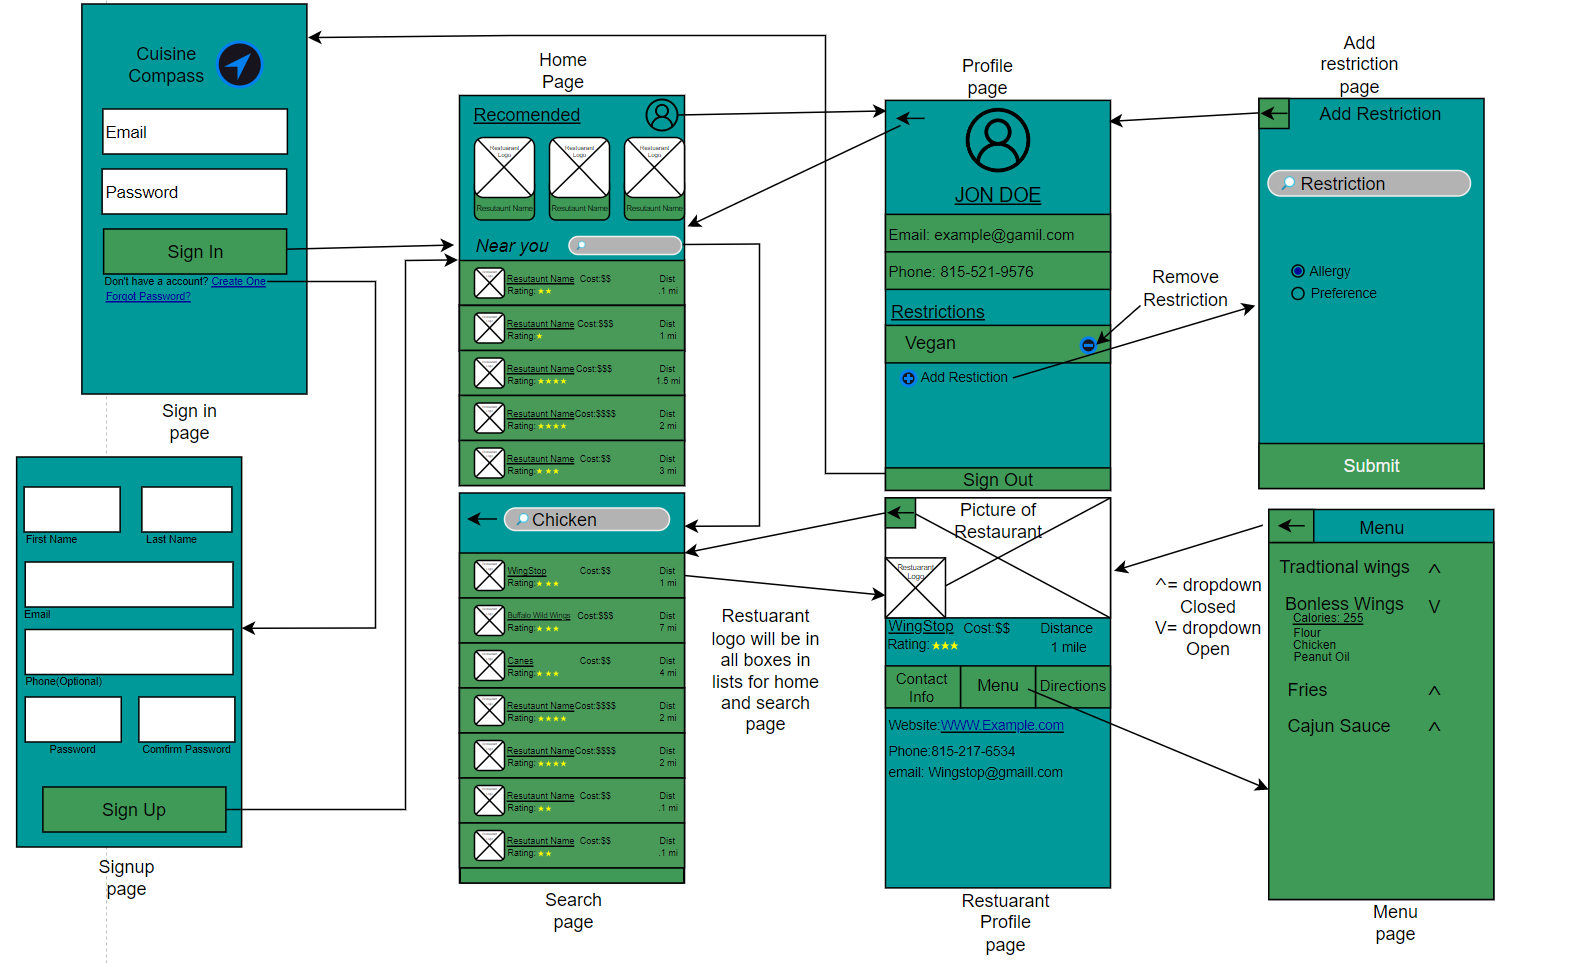 Cuisine
Compass
Email
Password
Sign In
Don't have a account? Create One
Forgot Password?
Sign in
page
First Name
Last Name
Email
Phone(Optional)
Password
Comfirm Password
Sign Up
Signup
page
Home
Page
Recomended
Restuarant
Logo
Restuarant
Logo
Restuarant
Logo
Resutaunt Name
Resutaunt Name
Resutaunt Name
Near you
Resutaunt Name Cost:$$ Dist
Rating: ★★ .1 mi
Resutaunt Name Cost:$$$ Dist
Rating: ★ 1 mi
Resutaunt Name Cost:$$$ Dist
Rating: ★★★★ 1.5 mi
Resutaunt Name Cost:$$$$ Dist
Rating: ★★★★ 2 mi
Resutaunt Name Cost:$$ Dist
Rating: ★★★ 3 mi
Chicken
WingStop Cost:$$ Dist
Rating: ★★★ 1 mi
Buffalo Wild Wings Cost:$$$ Dist
Rating: ★★★ 7 mi
Canes Cost:$$ Dist
Rating: ★★★ 4 mi
Resutaunt Name Cost:$$$$ Dist
Rating: ★★★★ 2 mi
Resutaunt Name Cost:$$$$ Dist
Rating: ★★★★ 2 mi
Resutaunt Name Cost:$$ Dist
Rating: ★★ .1 mi
Resutaunt Name Cost:$$ Dist
Rating: ★★ .1 mi
Search
page
Restuarant
logo will be in
all boxes in
lists for home
and search
page
Profile
page
JON DOE
Email: example@gamil.com
Phone: 815-521-9576
Restrictions
Vegan
Add Restiction
Sign Out
Remove
Restriction
Picture of
Restaurant
Restuarant
Logo
WingStop Cost:$$ Distance
Rating: ★★★ 1 mile
Contact
Info
Menu
Directions
Website:WWW.Example.com
Phone:815-217-6534
email: Wingstop@gmaill.com
Restuarant
Profile
page
Add
restriction
page
Add Restriction
Restriction
Allergy
Preference
Submit
^= dropdown
Closed
V= dropdown
Open
Menu
Tradtional wings ^
Bonless Wings V
Calories: 255
Flour
Chicken
Peanut Oil
Fries ^
Cajun Sauce ^
Menu
page